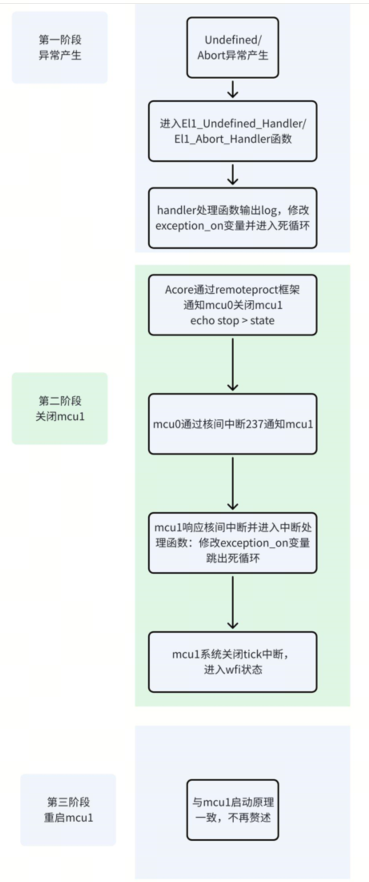 第一阶段
异常产生
Undefined/
Abort异常产生
进入El1_Undefined_Handler/
El1_Abort_Handler函数
handler处理函数输出log，修改
exception_on变量并进入死循环
Acore通过remoteproct框架
通知mcu0关闭mcu1
echo stop > state
第二阶段
关闭mcu1
mcu0通过核间中断237通知mcu1
mcu1响应核间中断并进入中断处
理函数：修改exception_on变量
跳出死循环
mcu1系统关闭tick中断，
进入wfi状态
第三阶段
重启mcu1
与mcu1启动原理
一致，不再赘述